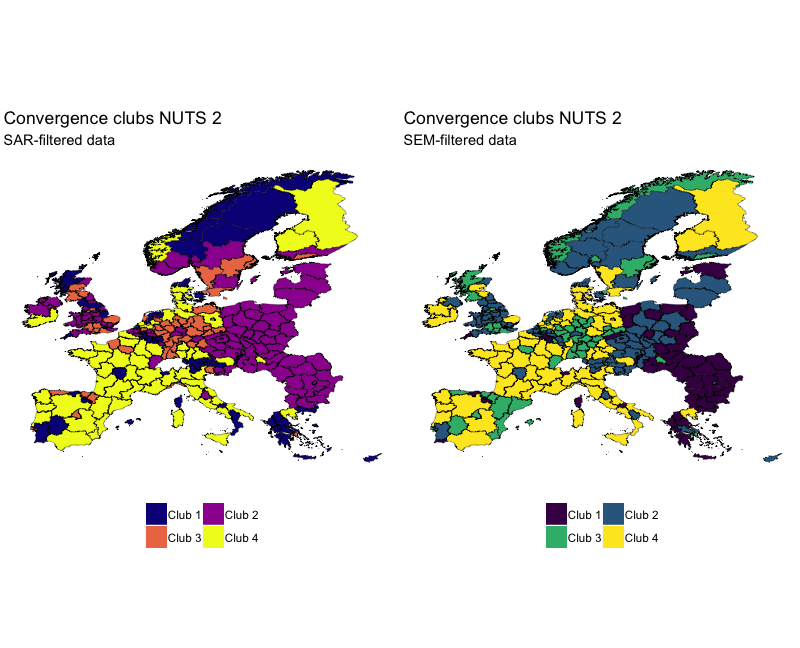 Convergence clubs NUTS 2
SAR-filtered data
Club 1 Club 2
Club 3 Club 4
Convergence clubs NUTS 2
SEM-filtered data
Club 1 Club 2
Club 3 Club 4